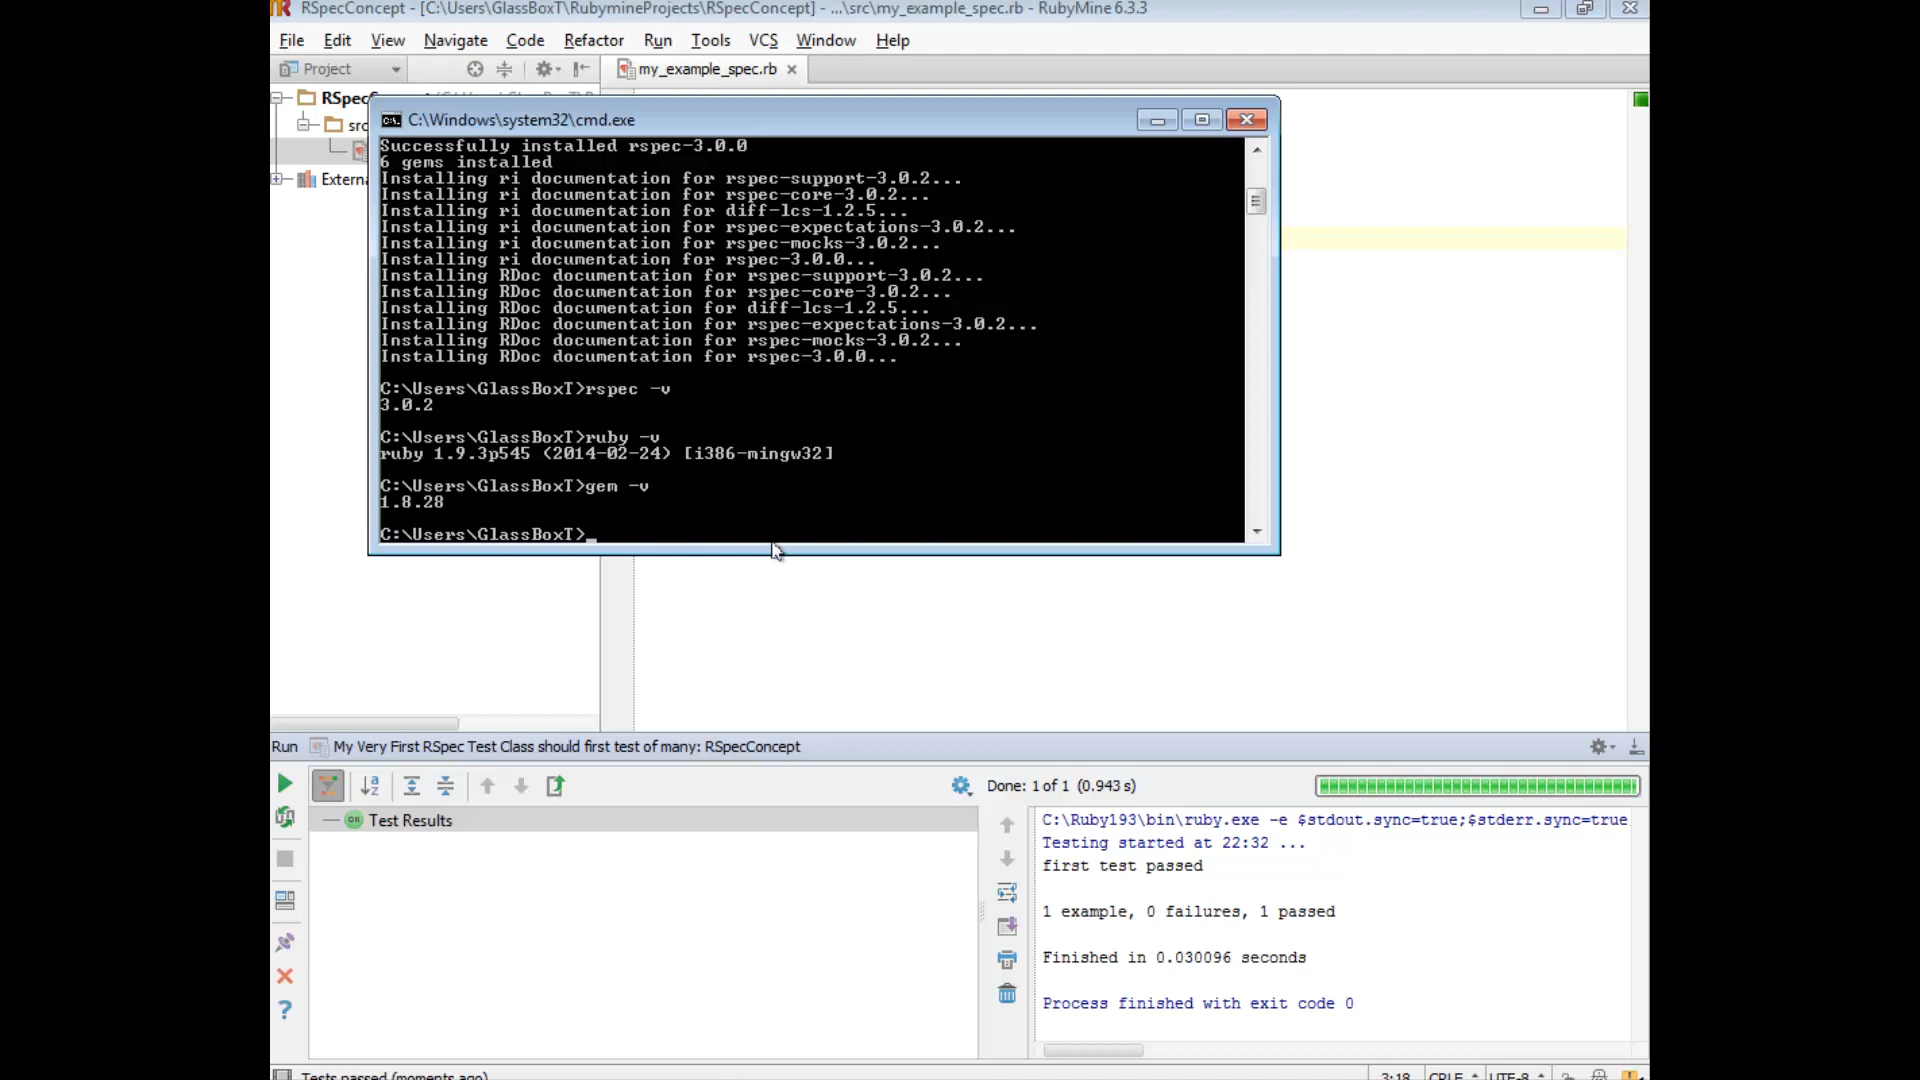 RSpecConcept - [C:\Users\GlassBoxT\RubymineProjects\RSpecConcept] - ...\src\my_example_spec.rb - RubyMine 6.3.3
File Edit View Navigate Code Refactor Run Tools VCS Window Help
Project
my_example_spec.rb
src
C:\Windows\system32\cmd.exe
Successfully installed rspec-3.0.0
6 gems installed
Installing ri documentation for rspec-support-3.0.2...
Installing ri documentation for rspec-core-3.0.2...
Installing ri documentation for diff-lcs-1.2.5...
Installing ri documentation for rspec-expectations-3.0.2...
Installing ri documentation for rspec-mocks-3.0.2...
Installing ri documentation for rspec-3.0.0...
Installing RDoc documentation for rspec-support-3.0.2...
Installing RDoc documentation for rspec-core-3.0.2...
Installing RDoc documentation for diff-lcs-1.2.5...
Installing RDoc documentation for rspec-expectations-3.0.2...
Installing RDoc documentation for rspec-mocks-3.0.2...
Installing RDoc documentation for rspec-3.0.0...
C:\Users\GlassBoxT>rspec -v
3.0.2
C:\Users\GlassBoxT>ruby -v
ruby 1.9.3p545 (2014-02-24) [i386-mingw32]
C:\Users\GlassBoxT>gem -v
1.8.28
C:\Users\GlassBoxT>_
Run My Very First RSpec Test Class should first test of many: RSpecConcept
Done: 1 of 1 (0.943 s)
Test Results
C:\Ruby193\bin\ruby.exe -e $stdout.sync=true;$stderr.sync=true
Testing started at 22:32 ...
first test passed
1 example, 0 failures, 1 passed
Finished in 0.030096 seconds
Process finished with exit code 0
Tests passed (moments ago)
3:18 CRLF UTF-8